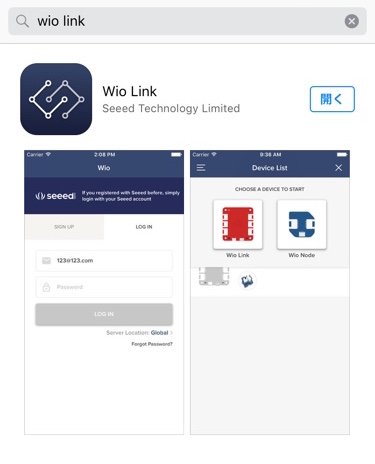 wio link
Wio Link
Seeed Technology Limited
開く
Carrier
2:08 PM
Wio
seeed
If you registered with Seeed before, simply
login with your Seeed account
SIGN UP
LOG IN
123@123.com
Password
LOG IN
Server Location: Global
Forgot Password?
Carrier
9:36 AM
Device List
CHOOSE A DEVICE TO START
Wio Link
Wio Node